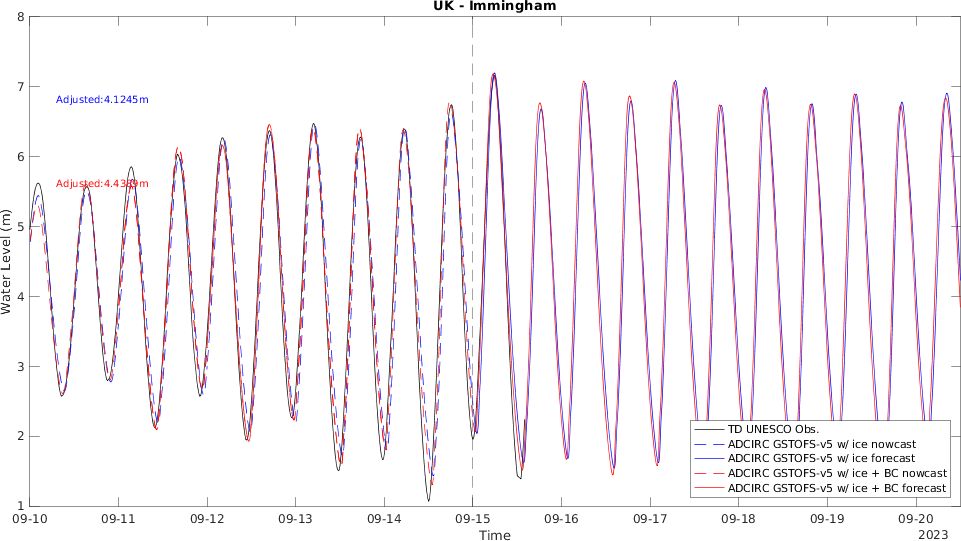 UK - Immingham
8
7
6
5
4
3
2
1
Water Level (m)
Adjusted:4.1245m
TD UNESCO Obs.
ADCIRC GSTOFS-v5 w/ ice nowcast
ADCIRC GSTOFS-v5 w/ ice forecast
ADCIRC GSTOFS-v5 w/ ice + BC nowcast
ADCIRC GSTOFS-v5 w/ ice + BC forecast
09-10 09-11 09-12 09-13 09-14 09-15 09-16 09-17 09-18 09-19 09-20
Time
2023